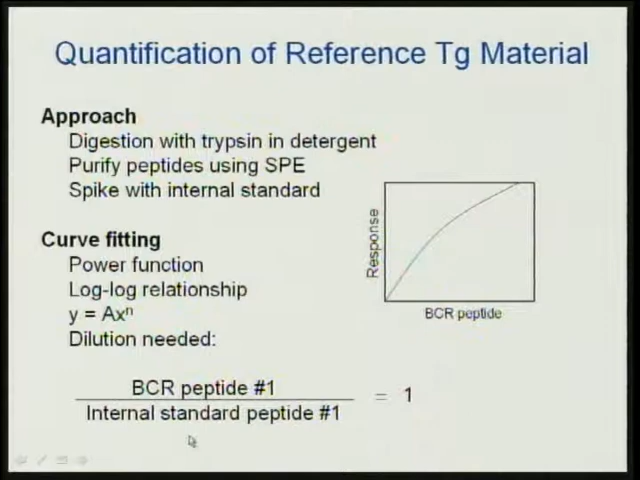 Quantification of Reference Tg Material
Approach
Digestion with trypsin in detergent
Purify peptides using SPE
Spike with internal standard
Curve fitting
Power function
Log-log relationship
y = Axⁿ
Dilution needed:
Response
BCR peptide
BCR peptide #1
Internal standard peptide #1
= 1